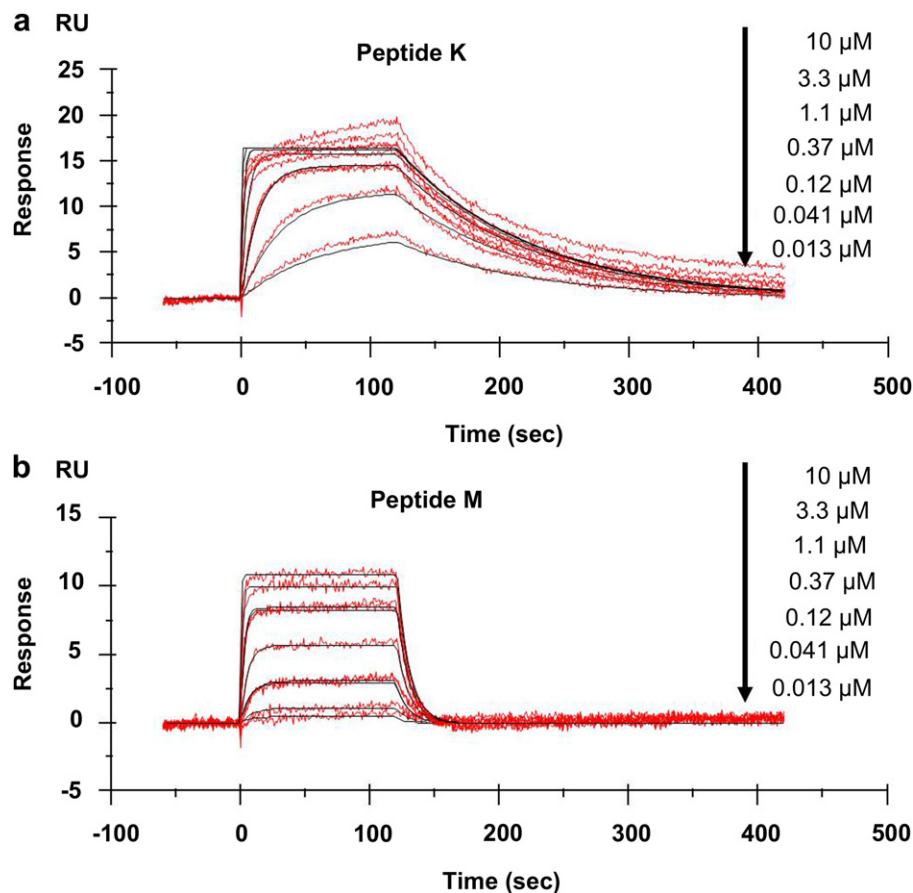 a RU
Peptide K
25
20
15
10
5
0
-5
Response
-100 0 100 200 300 400 500
Time (sec)
10 µM
3.3 µM
1.1 µM
0.37 µM
0.12 µM
0.041 µM
0.013 µM
b RU
Peptide M
15
10
5
0
-5
Response
-100 0 100 200 300 400 500
Time (sec)
10 µM
3.3 µM
1.1 µM
0.37 µM
0.12 µM
0.041 µM
0.013 µM